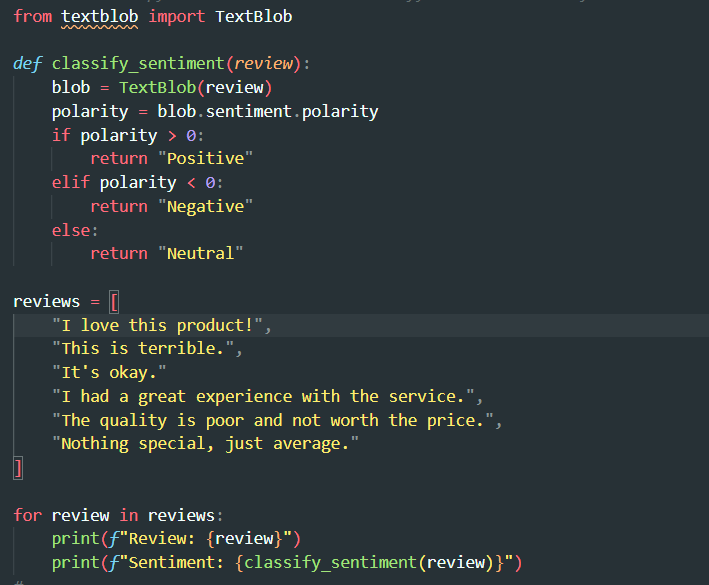 from textblob import TextBlob
def classify_sentiment(review):
    blob = TextBlob(review)
    polarity = blob.sentiment.polarity
    if polarity > 0:
        return "Positive"
    elif polarity < 0:
        return "Negative"
    else:
        return "Neutral"
reviews = [
    "I love this product!",
    "This is terrible.",
    "It's okay."
    "I had a great experience with the service.",
    "The quality is poor and not worth the price.",
    "Nothing special, just average."
]
for review in reviews:
    print(f"Review: {review}")
    print(f"Sentiment: {classify_sentiment(review)}")